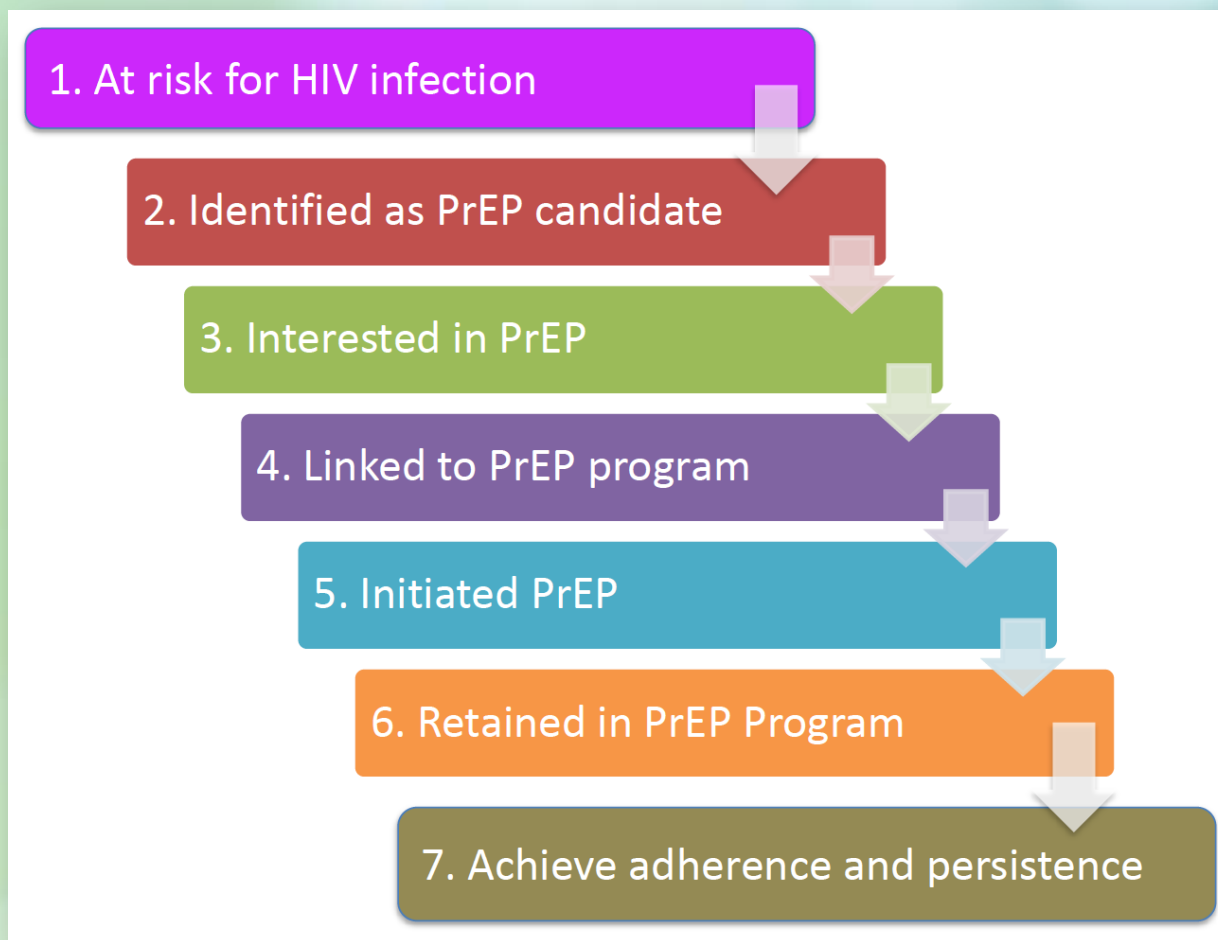 1. At risk for HIV infection
2. Identified as PrEP candidate
3. Interested in PrEP
4. Linked to PrEP program
5. Initiated PrEP
6. Retained in PrEP Program
7. Achieve adherence and persistence